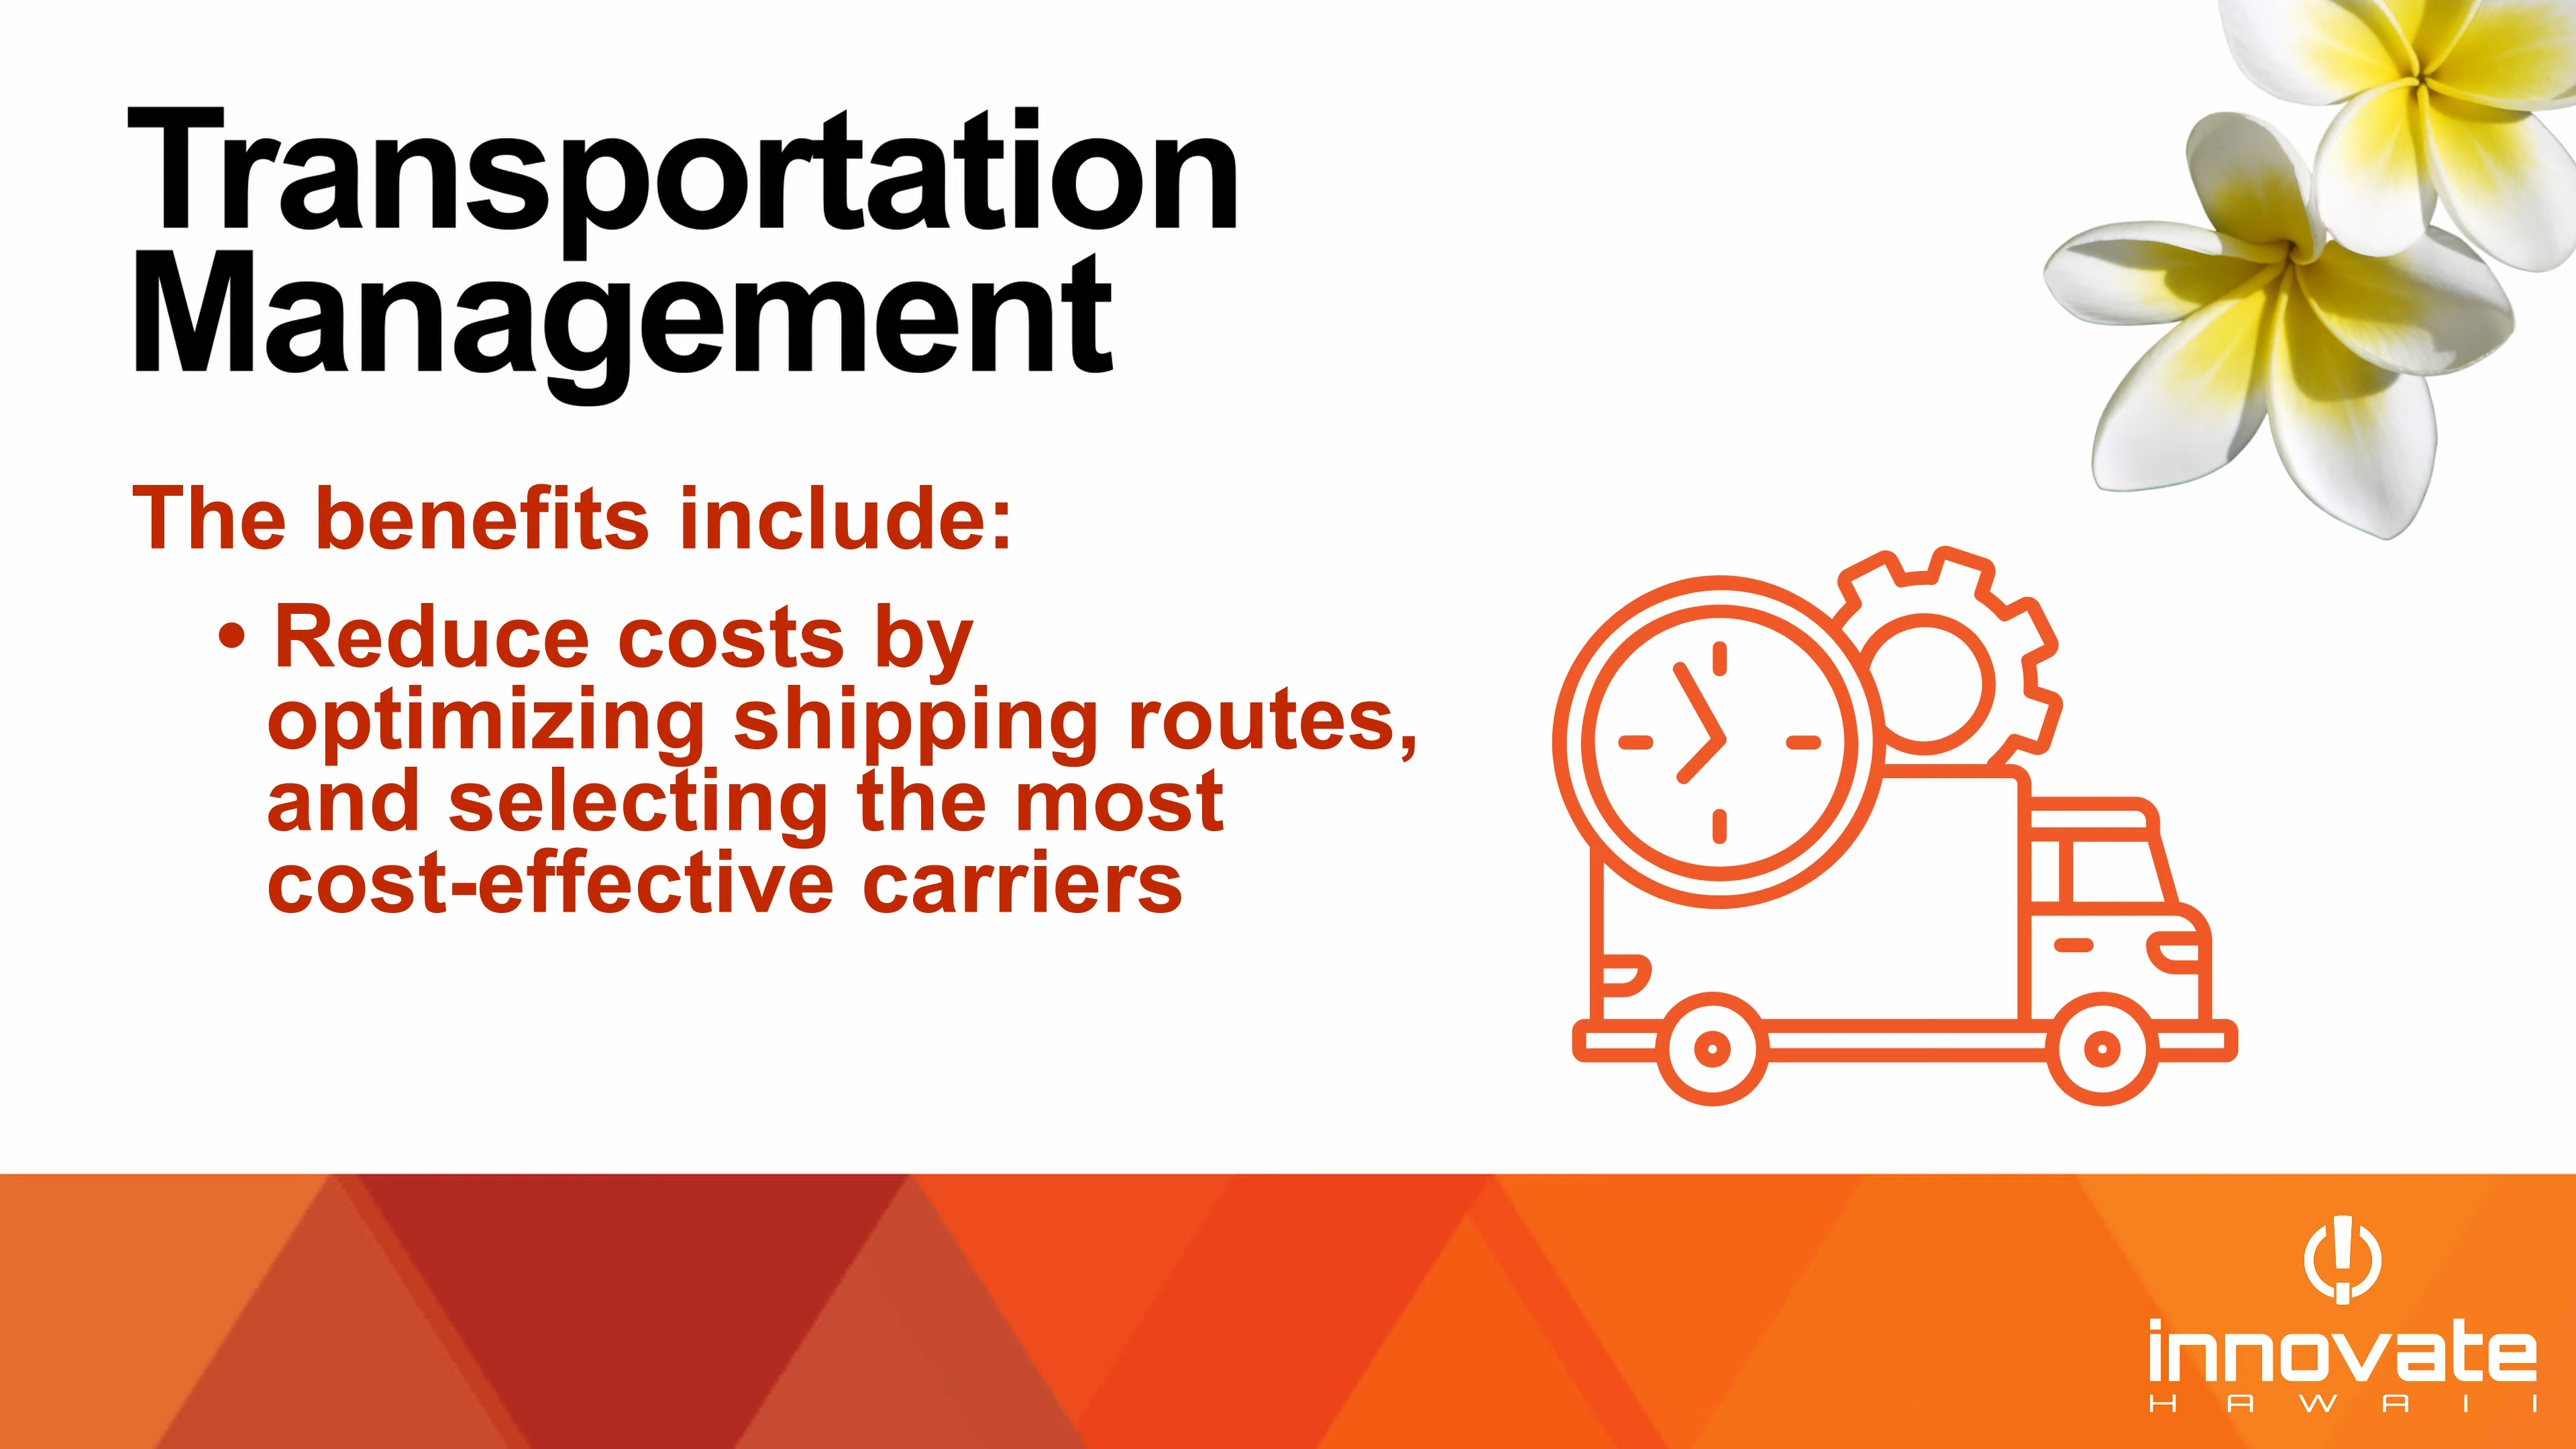 Transportation
Management
The benefits include:
• Reduce costs by
optimizing shipping routes,
and selecting the most
cost-effective carriers
innovate
HAWAII